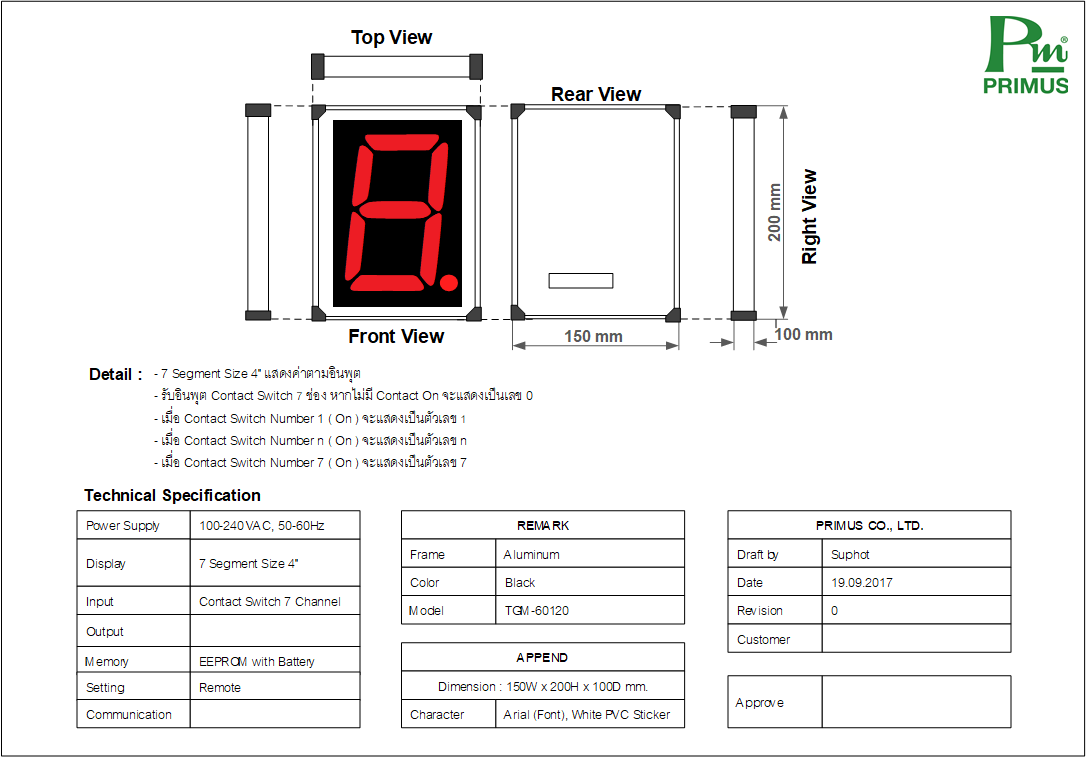 Top View
Pm®
PRIMUS
Rear View
8.
200 mm
Right View
Front View
150 mm
100 mm
Detail :
- 7 Segment Size 4" แสดงค่าตามอินพุต
- รับอินพุต Contact Switch 7 ช่อง หากไม่มี Contact On จะแสดงเป็นเลข 0
- เมื่อ Contact Switch Number 1 ( On ) จะแสดงเป็นตัวเลข 1
- เมื่อ Contact Switch Number n ( On ) จะแสดงเป็นตัวเลข n
- เมื่อ Contact Switch Number 7 ( On ) จะแสดงเป็นตัวเลข 7
Technical Specification
Power Supply 100-240VAC, 50-60Hz
Display 7 Segment Size 4"
Input Contact Switch 7 Channel
Output
Memory EEPROM with Battery
Setting Remote
Communication
REMARK
Frame Aluminum
Color Black
Model TGM-60120
APPEND
Dimension : 150W x 200H x 100D mm.
Character Arial (Font), White PVC Sticker
PRIMUS CO., LTD.
Draft by Suphot
Date 19.09.2017
Revision 0
Customer
Approve